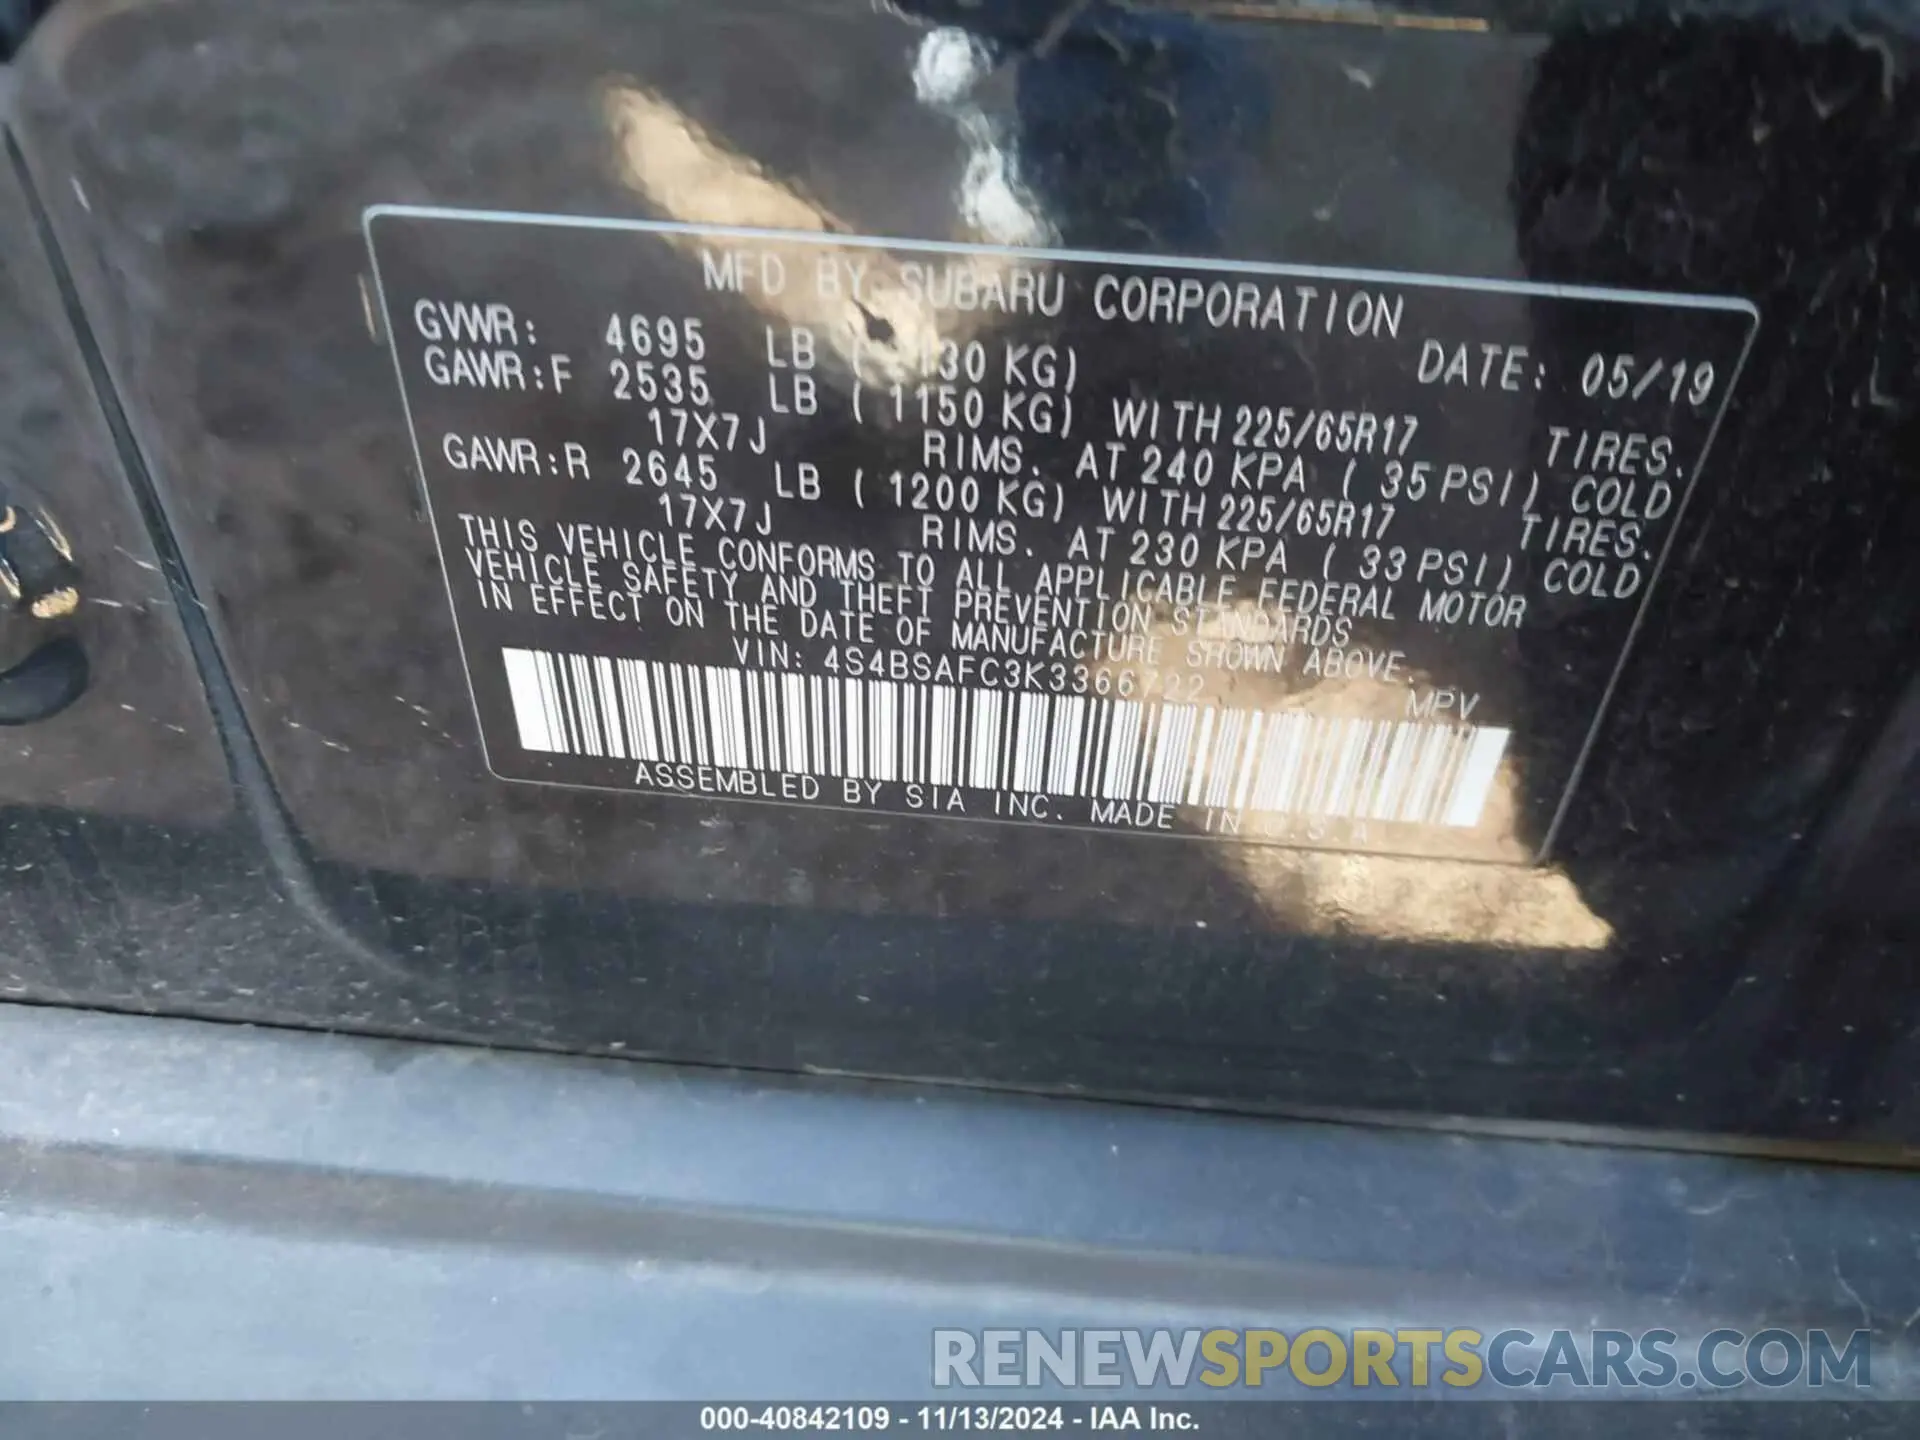 MFD BY SUBARU CORPORATION
GVWR: 4695 LB ( 30 KG) DATE: 05/19
GAWR:F 2535 LB ( 1150 KG) WITH 225/65R17 TIRES.
17X7J RIMS. AT 240 KPA ( 35 PSI) COLD
GAWR:R 2645 LB ( 1200 KG) WITH 225/65R17 TIRES.
17X7J RIMS. AT 230 KPA ( 33 PSI) COLD
THIS VEHICLE CONFORMS TO ALL APPLICABLE FEDERAL MOTOR
VEHICLE SAFETY AND THEFT PREVENTION STANDARDS
IN EFFECT ON THE DATE OF MANUFACTURE SHOWN ABOVE.
VIN: 4S4BSAFC3K3366722 MPV
ASSEMBLED BY SIA INC. MADE IN U.S.A
RENEWSPORTSCARS.COM
000-40842109 - 11/13/2024 - IAA Inc.